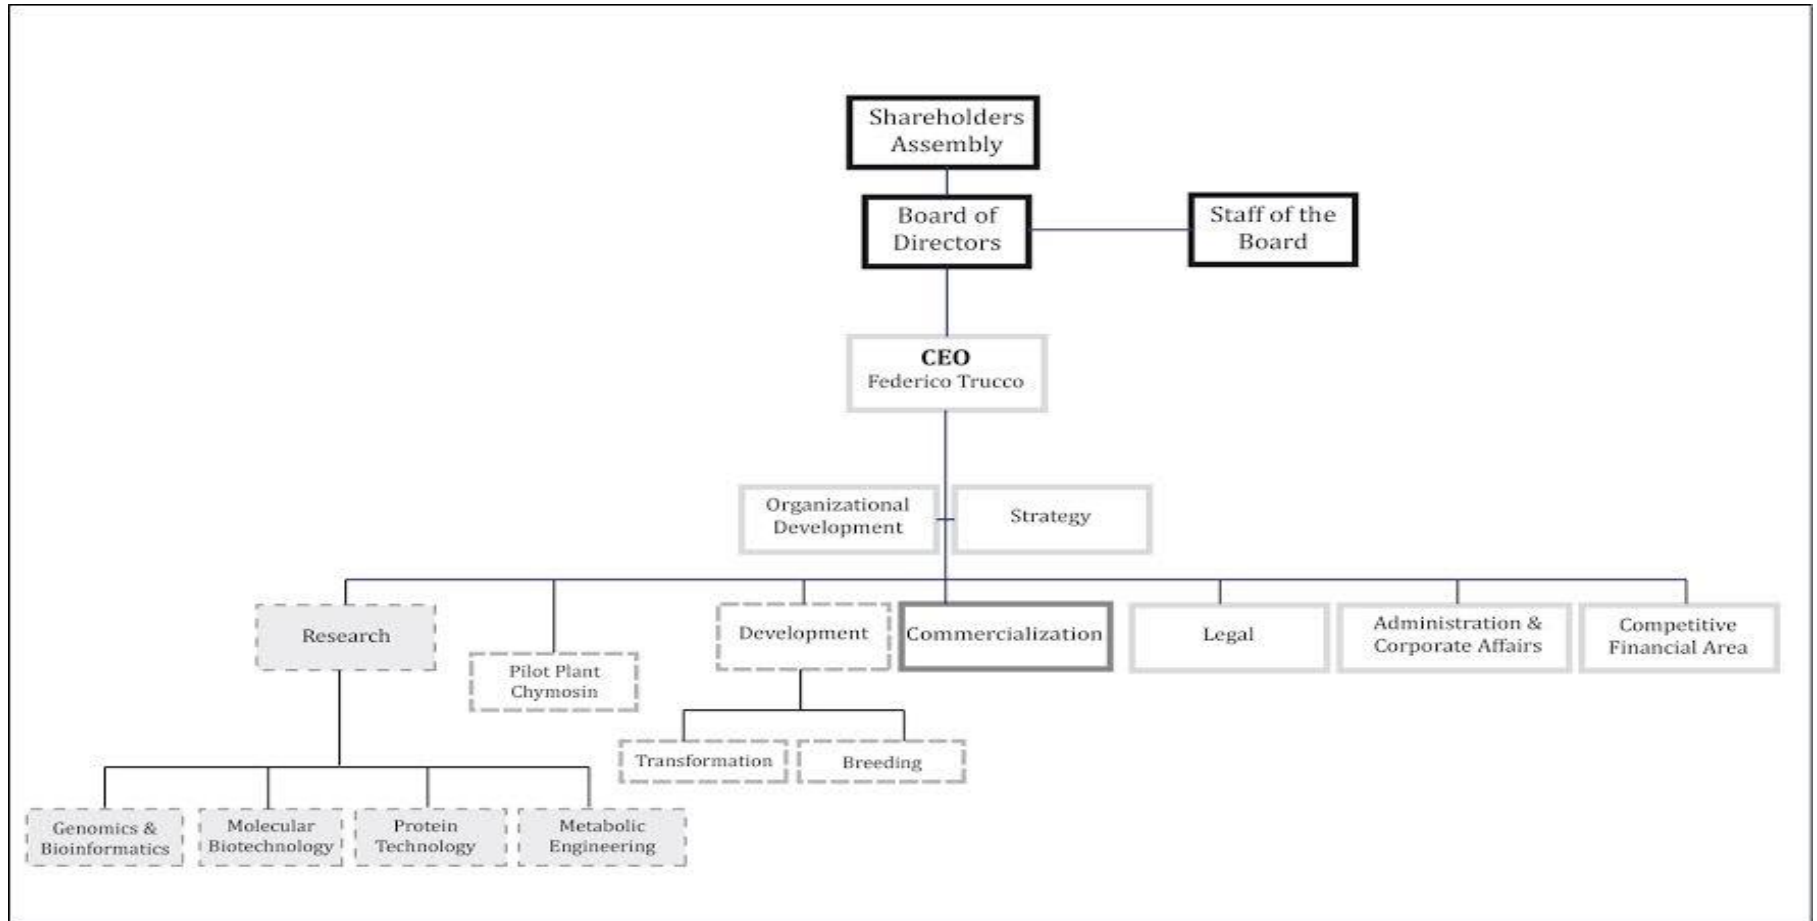 Shareholders
Assembly
Board of
Directors
Staff of the
Board
CEO
Federico Trucco
Organizational
Development
Strategy
Research
Pilot Plant
Chymosin
Development
Commercialization
Legal
Administration &
Corporate Affairs
Competitive
Financial Area
Transformation
Breeding
Genomics &
Bioinformatics
Molecular
Biotechnology
Protein
Technology
Metabolic
Engineering